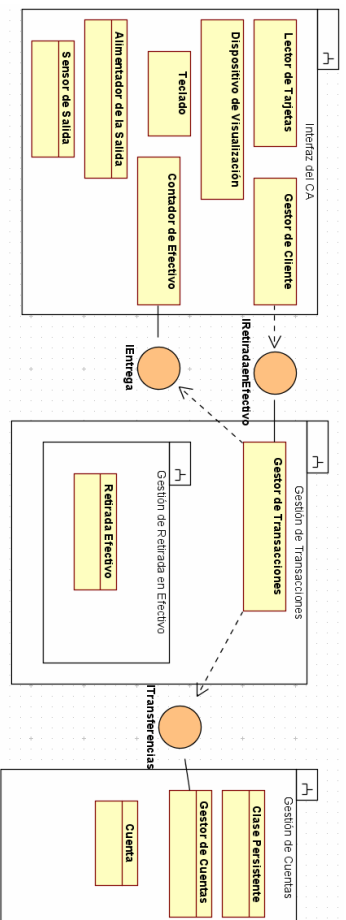 Interfaz del CA
Lector de Tarjetas
Gestor de Cliente
Dispositivo de Visualización
Teclado
Contador de Efectivo
Alimentador de la Salida
Sensor de Salida
IRetiradaenEfectivo
IEntrega
Gestión de Transacciones
Gestor de Transacciones
Gestión de Retirada en Efectivo
Retirada Efectivo
ITransferencias
Gestión de Cuentas
Clase Persistente
Gestor de Cuentas
Cuenta